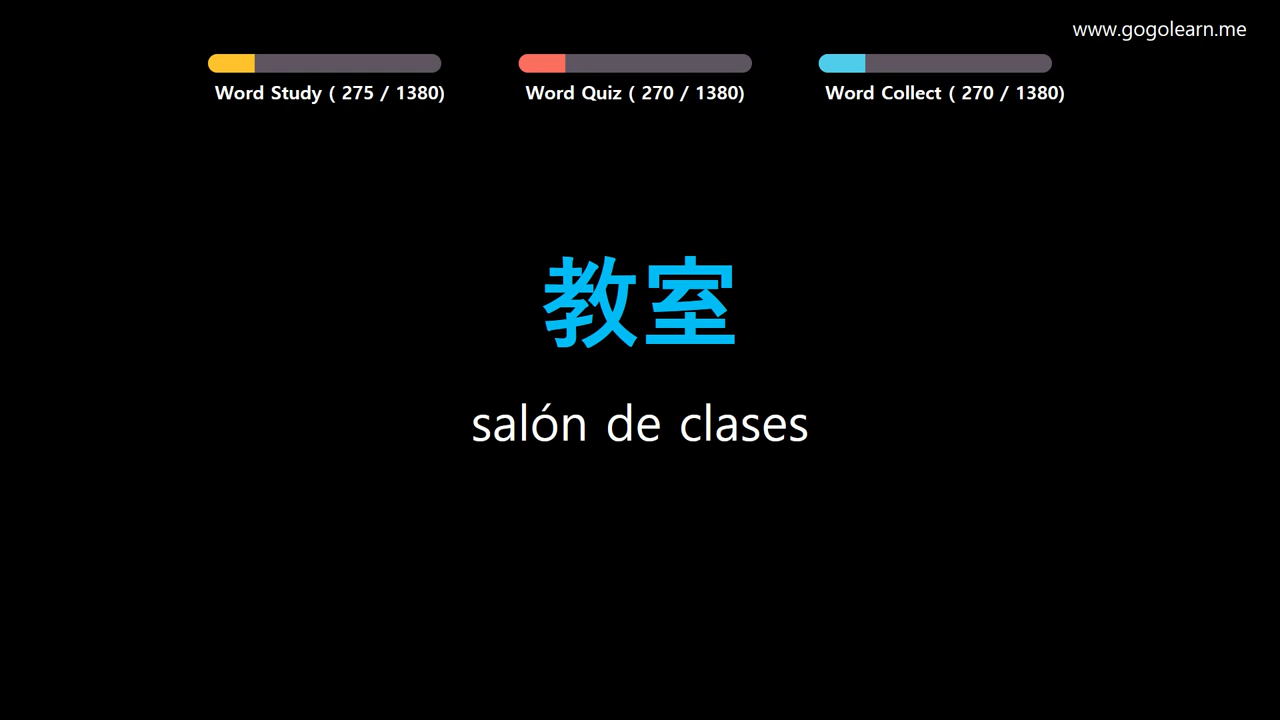 www.gogolearn.me
Word Study ( 275 / 1380)
Word Quiz ( 270 / 1380)
Word Collect ( 270 / 1380)
教室
salón de clases